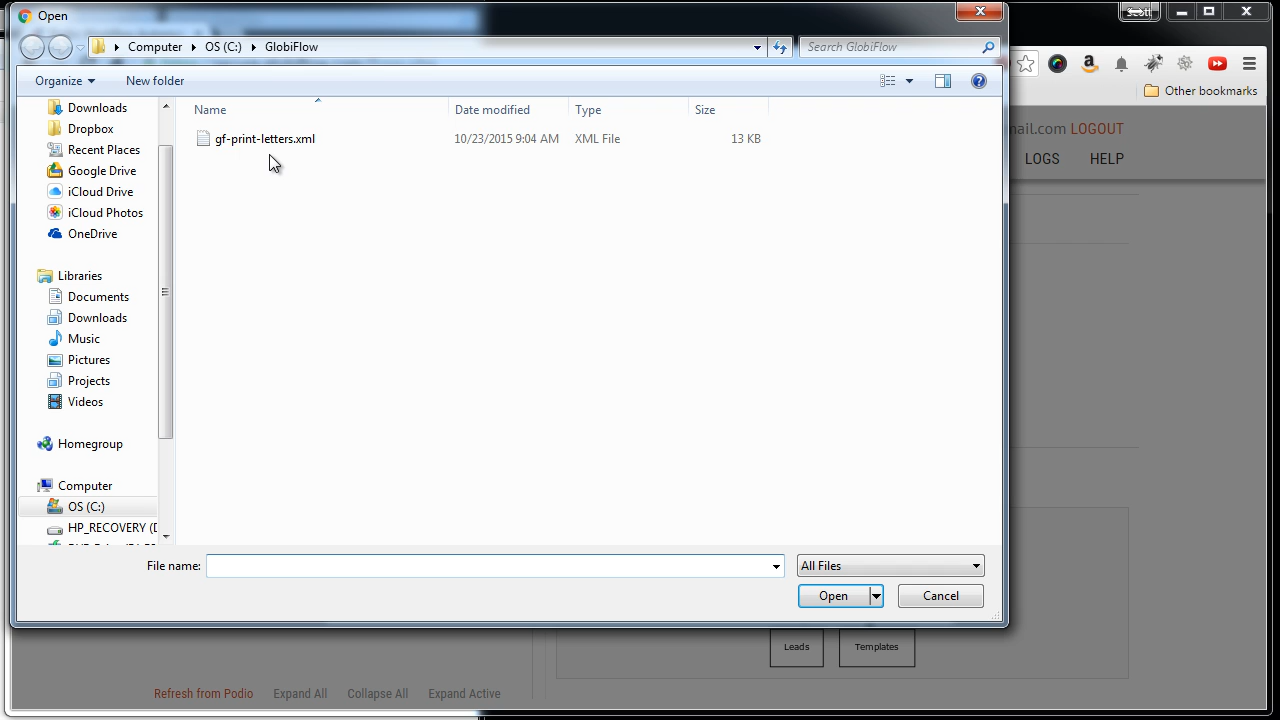 Open
Computer OS (C:) GlobiFlow
Search GlobiFlow
Organize New folder
Other bookmarks
Name Date modified Type Size
gf-print-letters.xml 10/23/2015 9:04 AM XML File 13 KB
Downloads
Dropbox
Recent Places
Google Drive
iCloud Drive
iCloud Photos
OneDrive
Libraries
Documents
Downloads
Music
Pictures
Projects
Videos
Homegroup
Computer
OS (C:)
HP_RECOVERY (D
mail.com LOGOUT
LOGS HELP
File name: All Files
Open Cancel
Leads Templates
Refresh from Podio Expand All Collapse All Expand Active